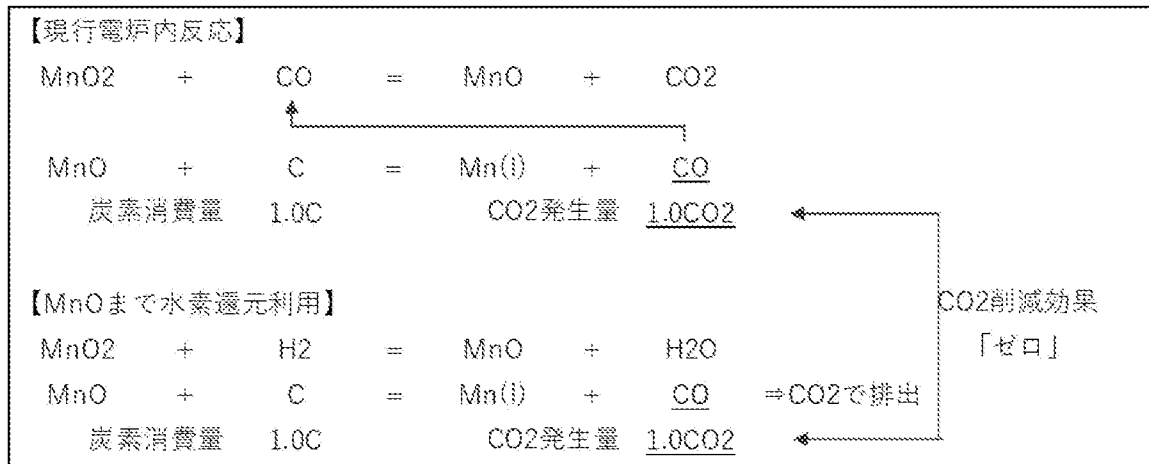 【現行電炉内反応】
MnO2 + CO = MnO + CO2
MnO + C = Mn(l) + CO
炭素消費量 1.0C CO2発生量 1.0CO2
【MnOまで水素還元利用】
CO2削減効果
MnO2 + H2 = MnO + H2O
「ゼロ」
MnO + C = Mn(l) + CO ⇒CO2で排出
炭素消費量 1.0C CO2発生量 1.0CO2